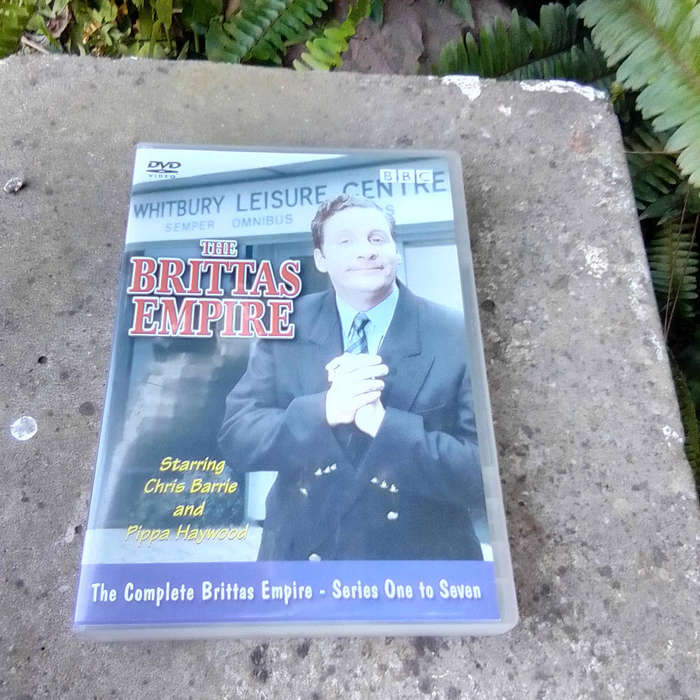 DVD
VIDEO
BBC
WHITBURY LEISURE CENTRE
SEMPER OMNIBUS
THE
BRITTAS
EMPIRE
Starring
Chris Barrie
and
Pippa Haywood
The Complete Brittas Empire - Series One to Seven